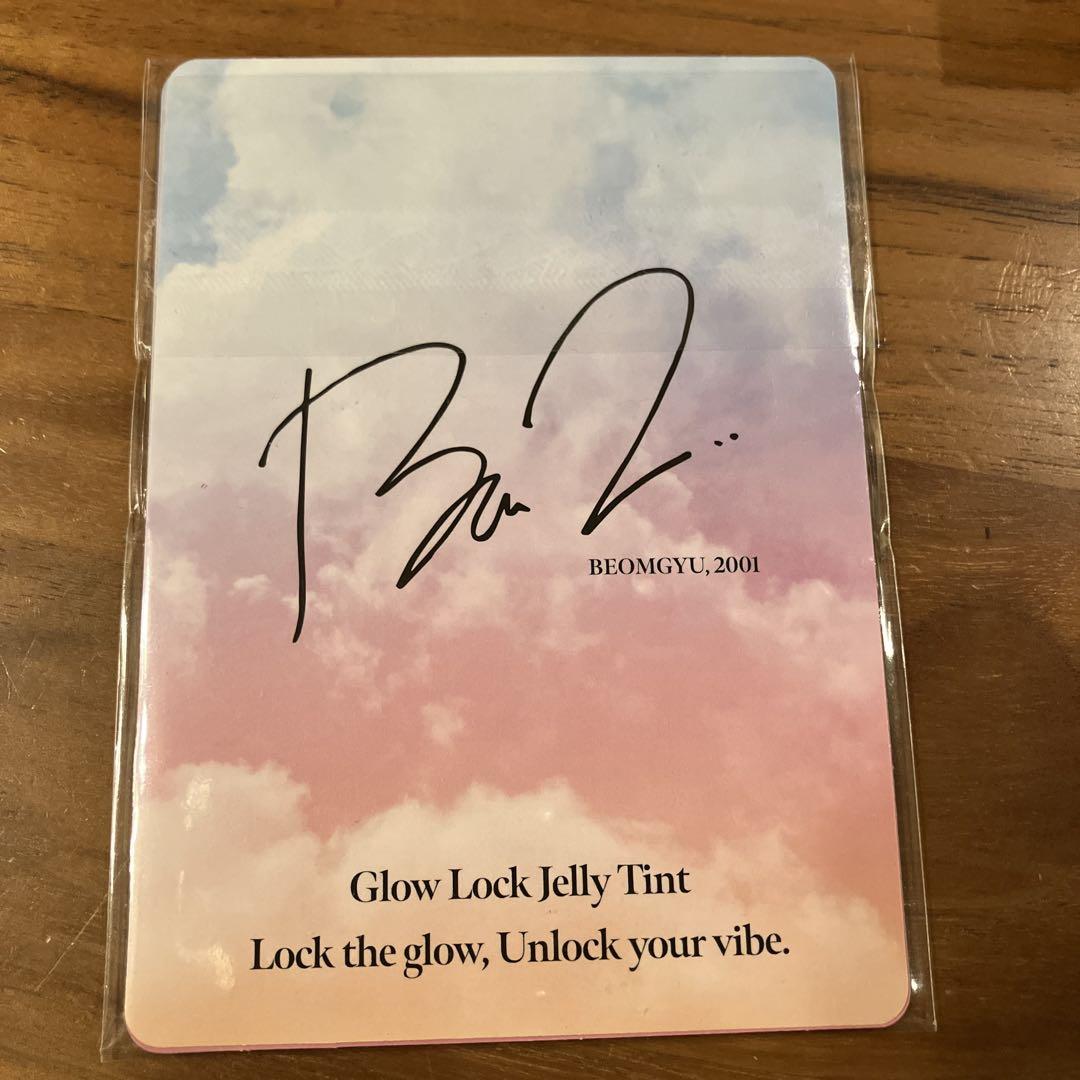 BEOMGYU, 2001
Glow Lock Jelly Tint
Lock the glow, Unlock your vibe.